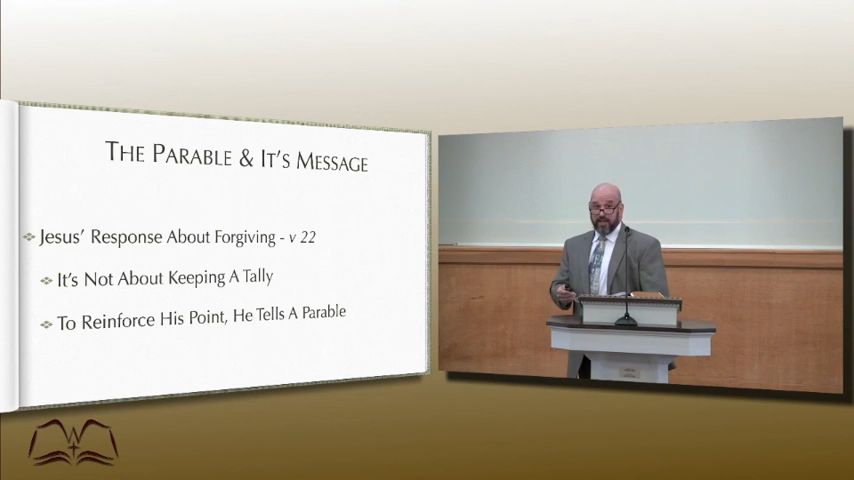 The Parable & It's Message
Jesus' Response About Forgiving - v 22
It's Not About Keeping A Tally
To Reinforce His Point, He Tells A Parable